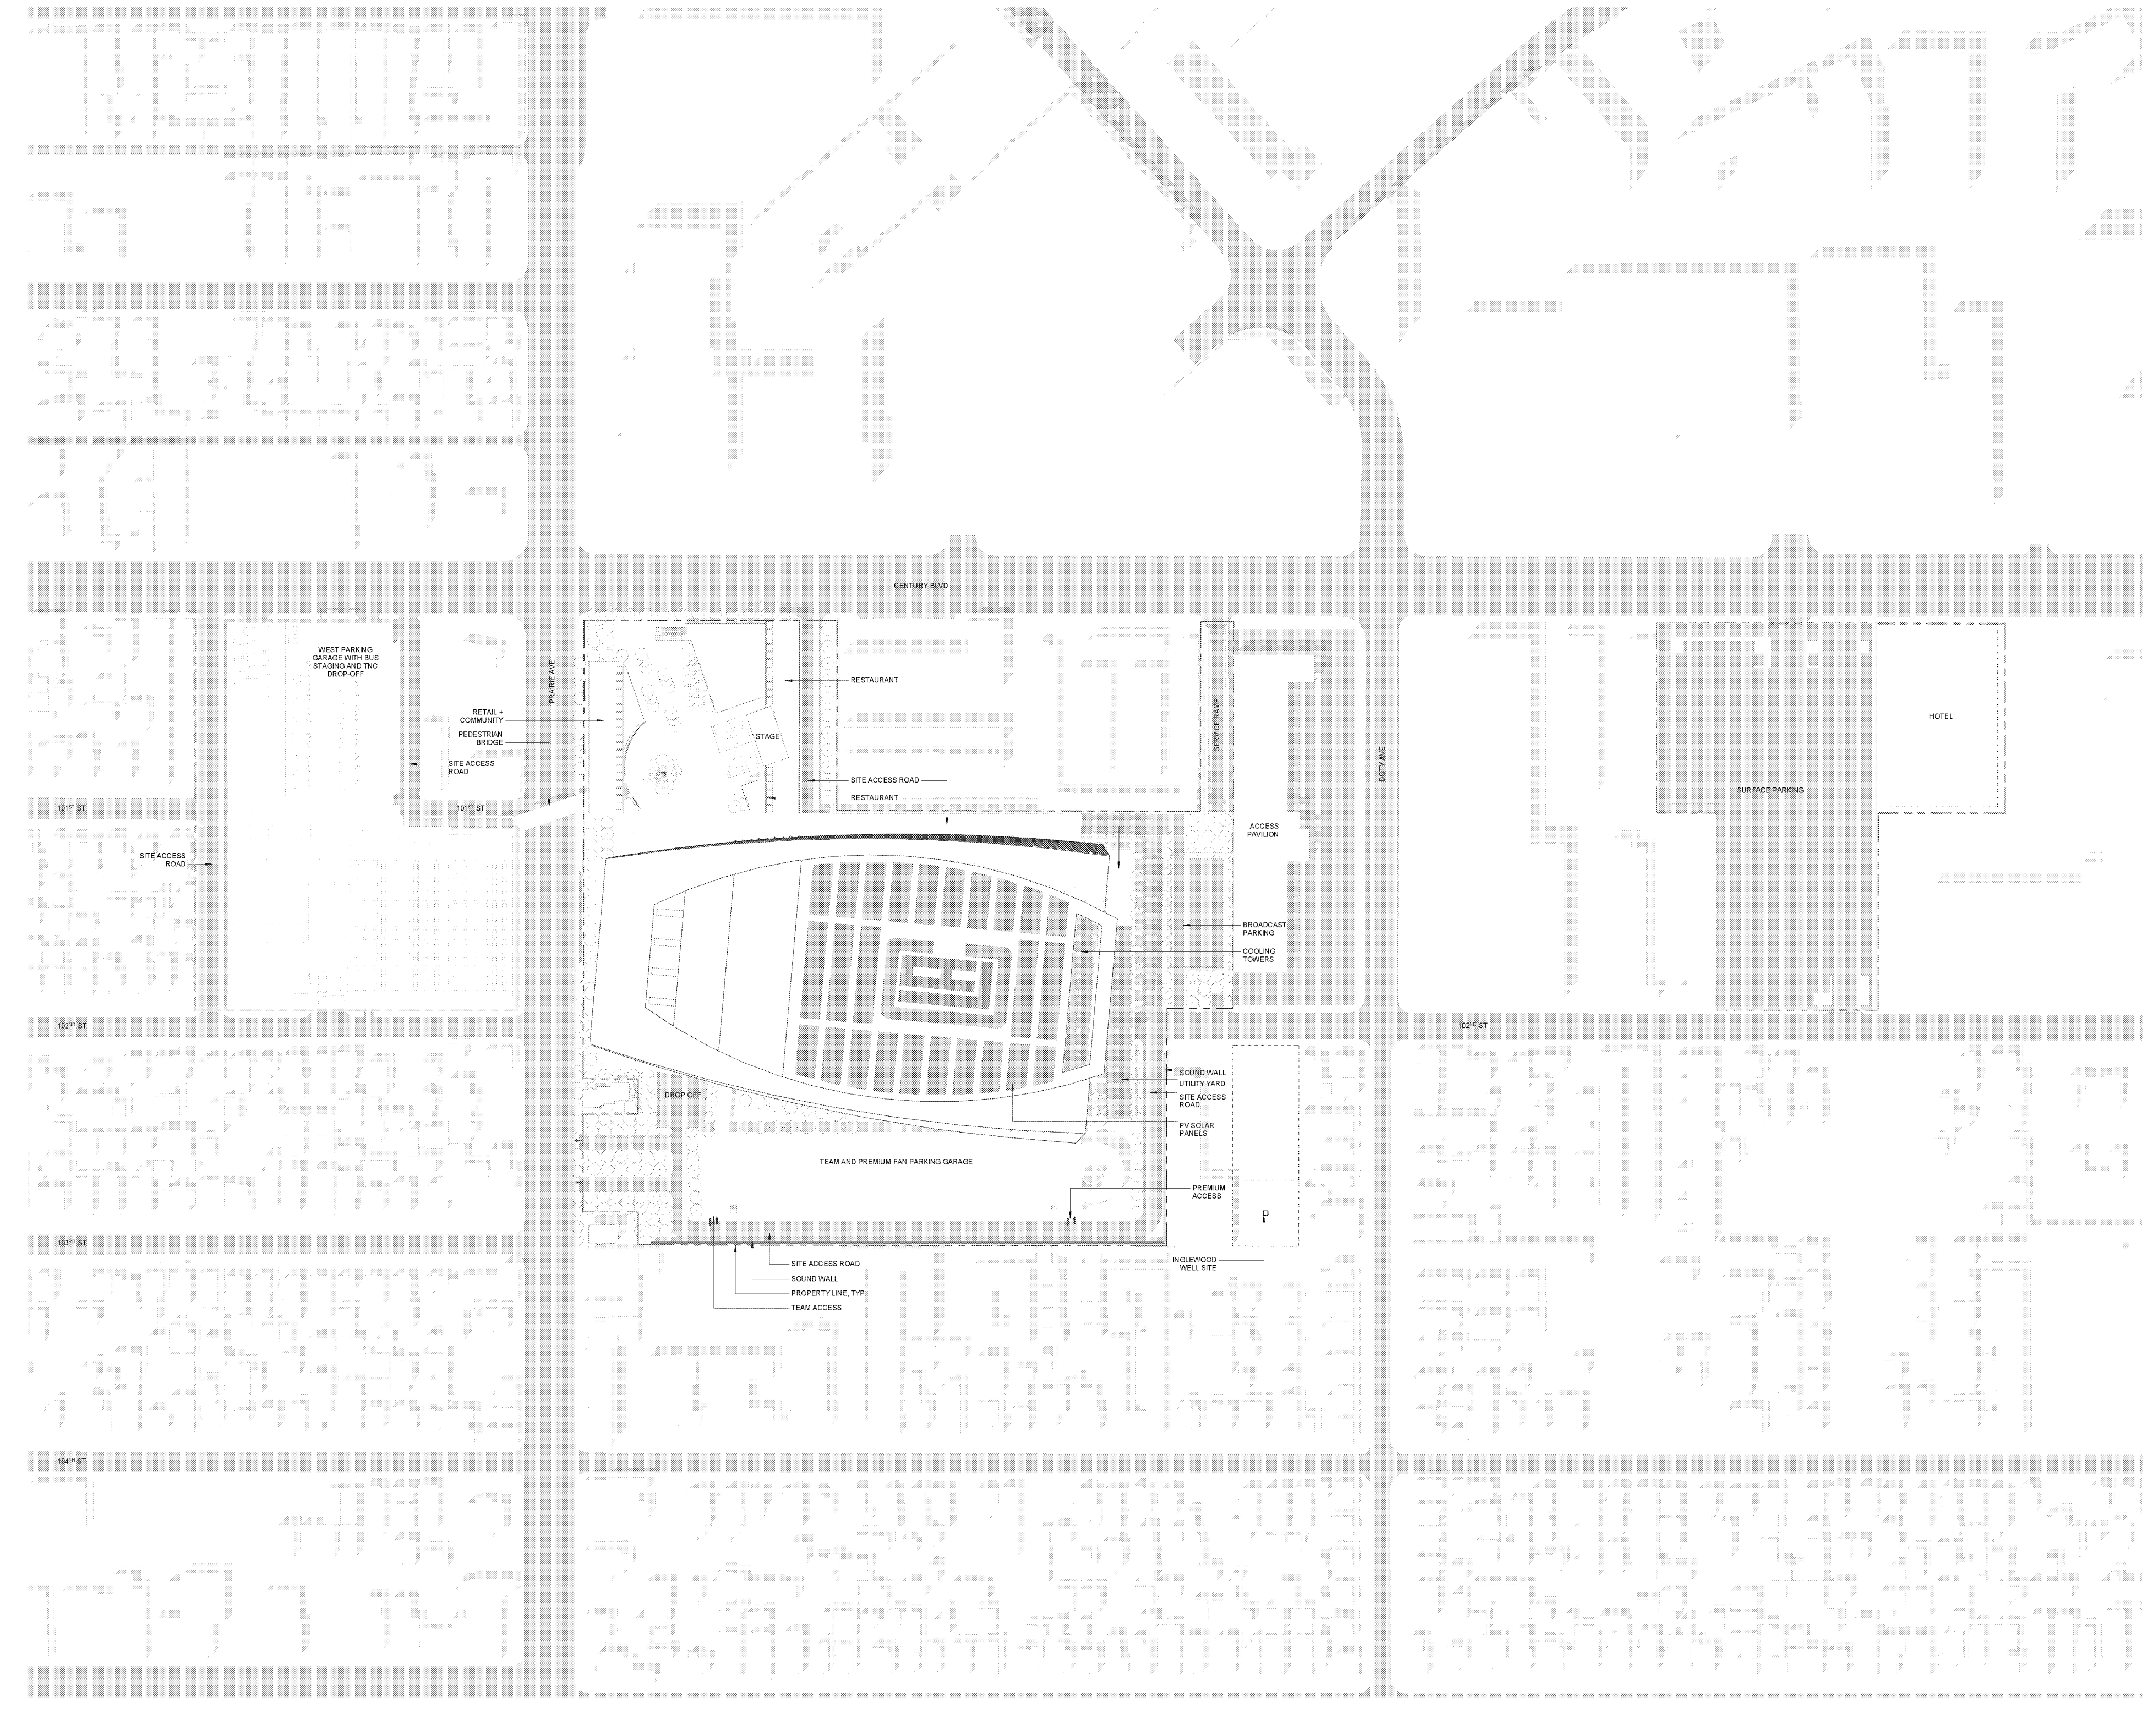 CENTURY BLVD
WEST PARKING
GARAGE WITH BUS
STAGING AND TNC
DROP-OFF
PRAIRIE AVE
RESTAURANT
RETAIL +
COMMUNITY
PEDESTRIAN
BRIDGE
STAGE
SERVICE RAMP
HOTEL
DOTY AVE
SITE ACCESS
ROAD
SITE ACCESS ROAD
SURFACE PARKING
RESTAURANT
101ST ST
101ST ST
ACCESS
PAVILION
SITE ACCESS
ROAD
BROADCAST
PARKING
COOLING
TOWERS
102ND ST
102ND ST
SOUND WALL
UTILITY YARD
DROP OFF
SITE ACCESS
ROAD
PV SOLAR
PANELS
TEAM AND PREMIUM FAN PARKING GARAGE
PREMIUM
ACCESS
103RD ST
INGLEWOOD
WELL SITE
SITE ACCESS ROAD
SOUND WALL
PROPERTY LINE, TYP.
TEAM ACCESS
104TH ST